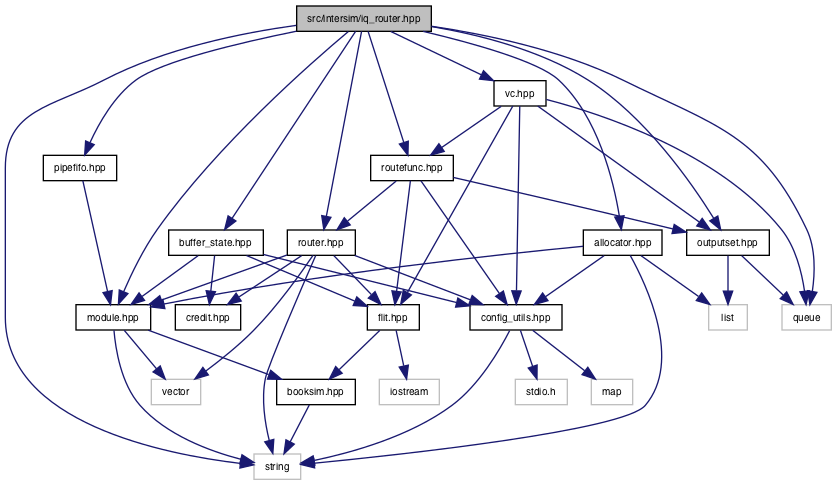 src/intersim/iq_router.hpp
vc.hpp
pipefifo.hpp
routefunc.hpp
buffer_state.hpp
router.hpp
allocator.hpp
outputset.hpp
module.hpp
credit.hpp
flit.hpp
config_utils.hpp
list
queue
vector
booksim.hpp
iostream
stdio.h
map
string